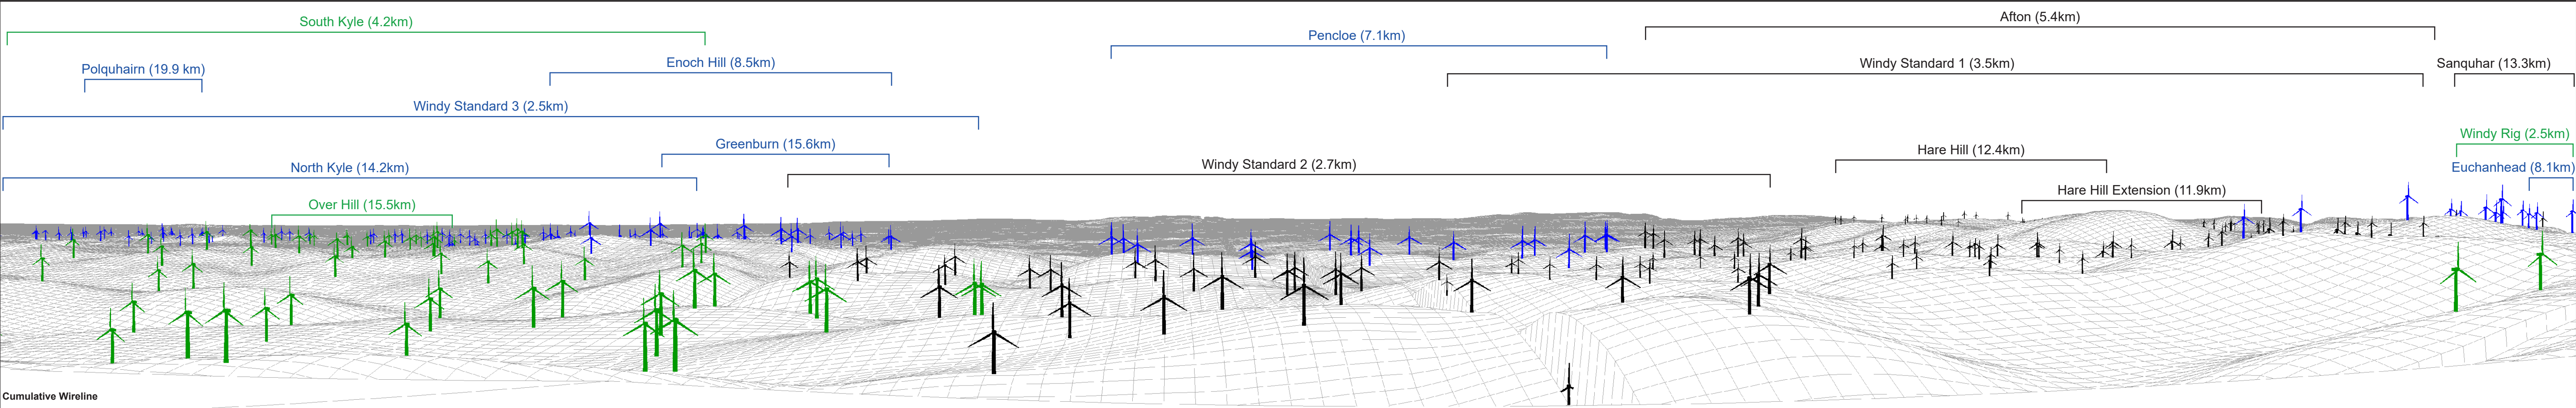 South Kyle (4.2km)
Afton (5.4km)
Pencloe (7.1km)
Polquhairn (19.9 km)
Enoch Hill (8.5km)
Windy Standard 1 (3.5km)
Sanquhar (13.3km)
Windy Standard 3 (2.5km)
Windy Rig (2.5km)
Greenburn (15.6km)
Hare Hill (12.4km)
North Kyle (14.2km)
Windy Standard 2 (2.7km)
Euchanhead (8.1km)
Hare Hill Extension (11.9km)
Over Hill (15.5km)
Cumulative Wireline